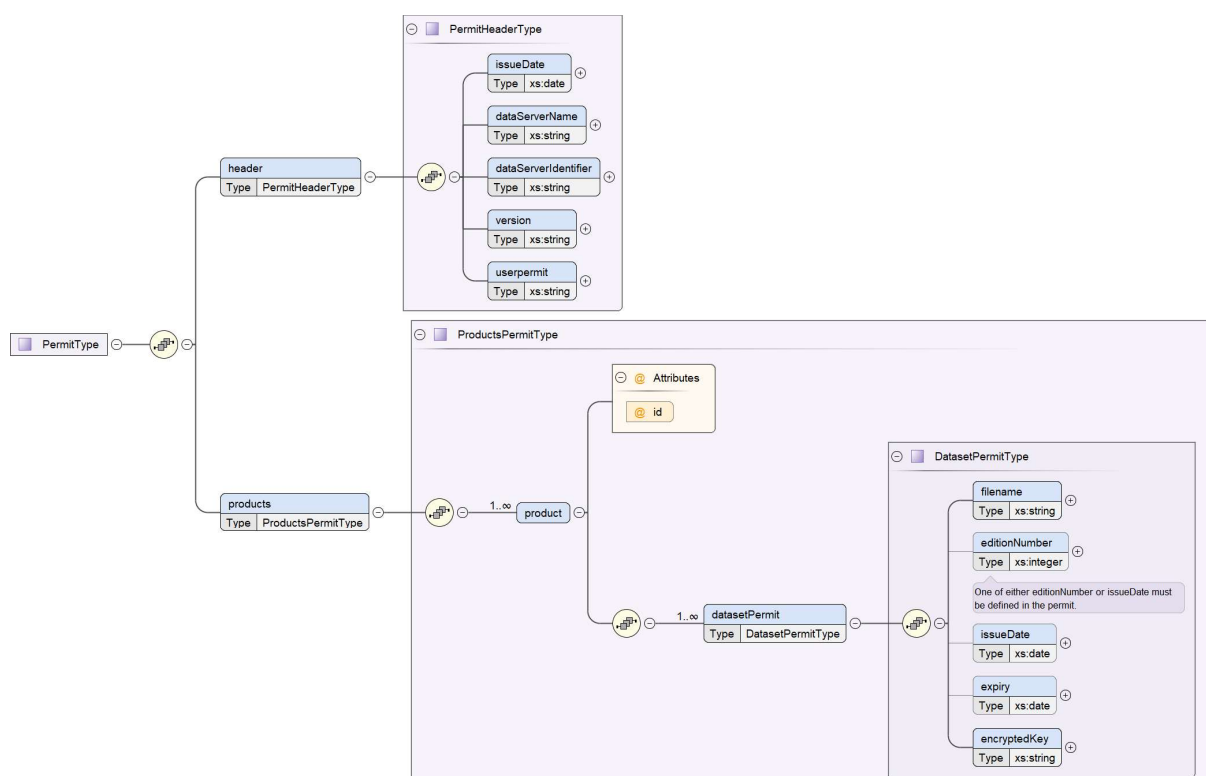 PermitHeaderType
issueDate
Type xs:date
dataServerName
Type xs:string
header
Type PermitHeaderType
dataServerIdentifier
Type xs:string
version
Type xs:string
userpermit
Type xs:string
PermitType
ProductsPermitType
@ Attributes
@ id
products
Type ProductsPermitType
1..∞
product
DatasetPermitType
filename
Type xs:string
editionNumber
Type xs:integer
One of either editionNumber or issueDate must
be defined in the permit.
1..∞
datasetPermit
Type DatasetPermitType
issueDate
Type xs:date
expiry
Type xs:date
encryptedKey
Type xs:string